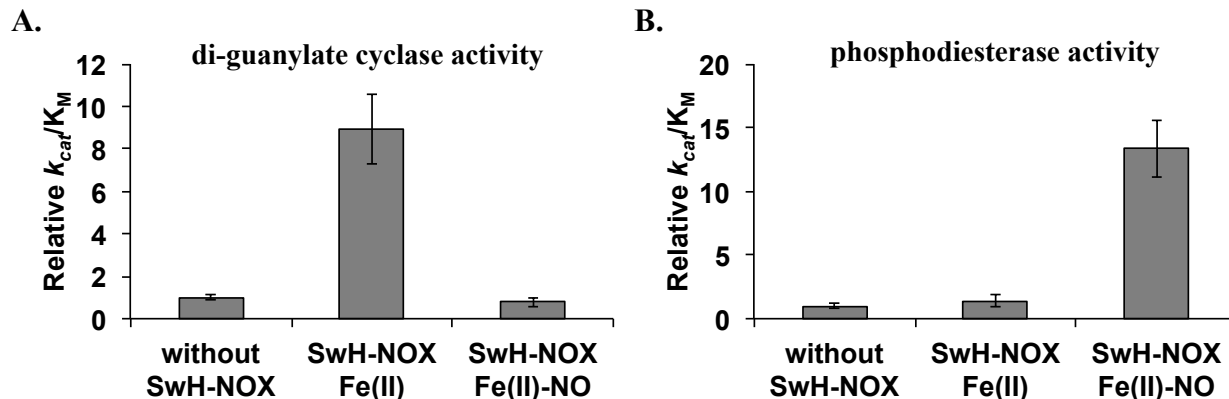 A.
di-guanylate cyclase activity
Relative kcat/KM
12
10
8
6
4
2
0
without
SwH-NOX
SwH-NOX
Fe(II)
SwH-NOX
Fe(II)-NO
B.
phosphodiesterase activity
Relative kcat/KM
20
15
10
5
0
without
SwH-NOX
SwH-NOX
Fe(II)
SwH-NOX
Fe(II)-NO